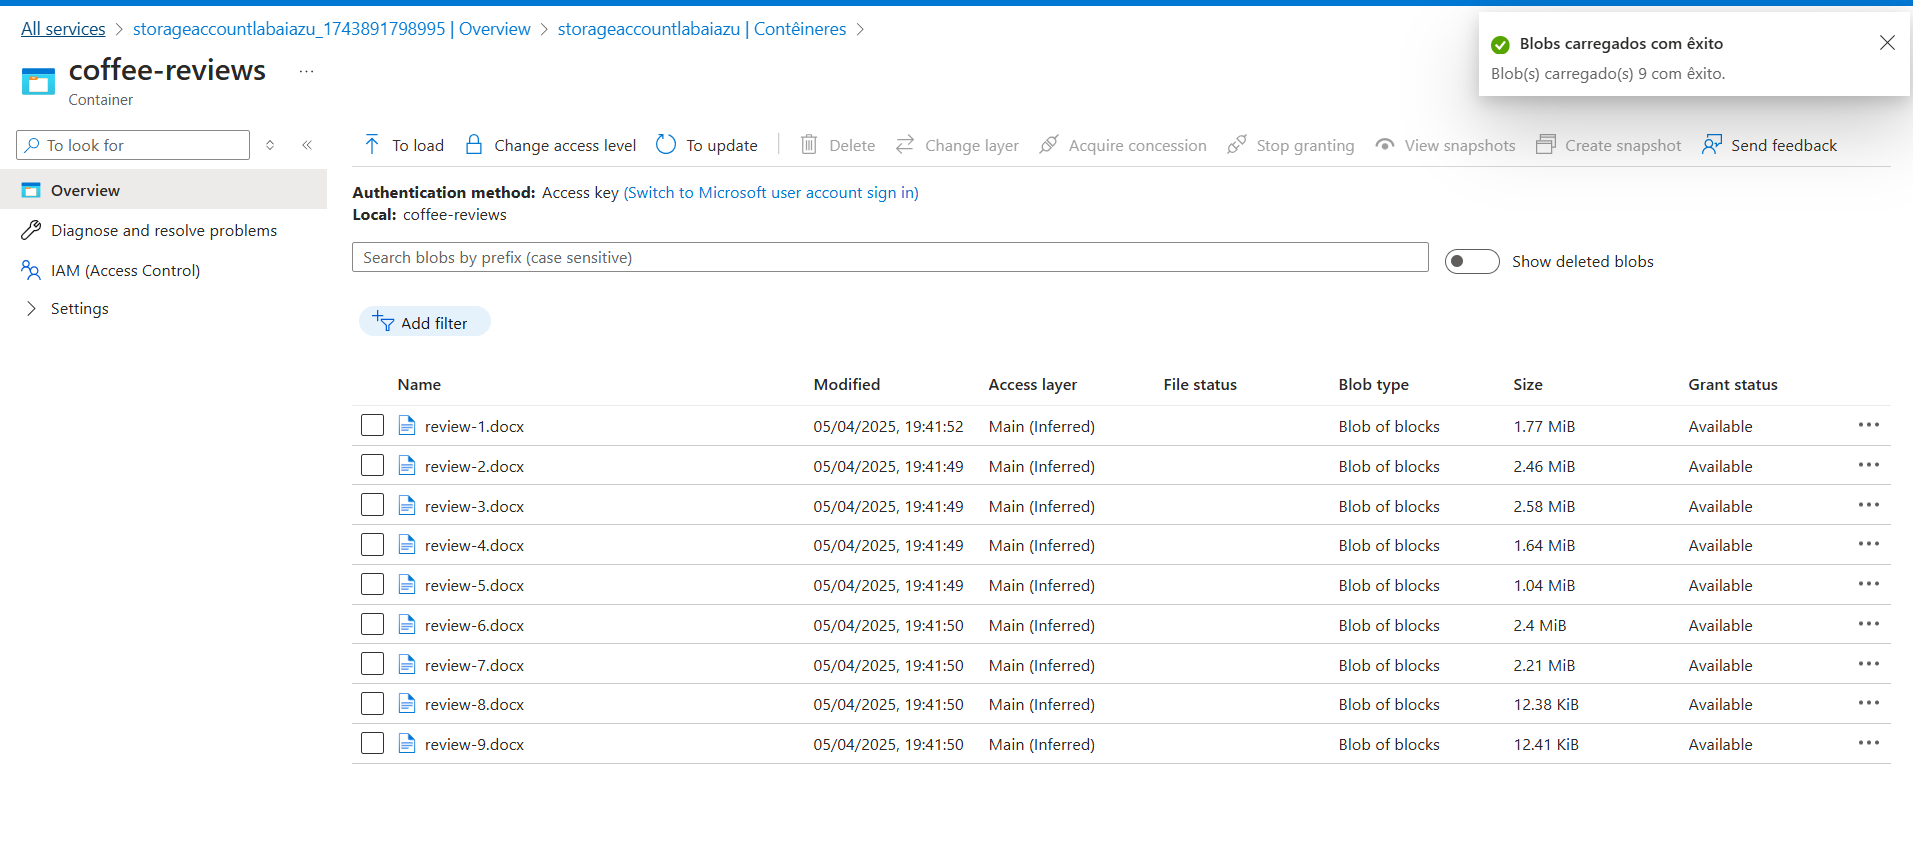 All services > storageaccountlabaiazu_1743891798995 | Overview > storageaccountlabaiazu | Contêineres >
Blobs carregados com êxito
Blob(s) carregado(s) 9 com êxito.
coffee-reviews ...
Container
To look for
To load Change access level To update Delete Change layer Acquire concession Stop granting View snapshots Create snapshot Send feedback
Overview
Diagnose and resolve problems
IAM (Access Control)
Settings
Authentication method: Access key (Switch to Microsoft user account sign in)
Local: coffee-reviews
Search blobs by prefix (case sensitive)
Show deleted blobs
Add filter
Name Modified Access layer File status Blob type Size Grant status
review-1.docx 05/04/2025, 19:41:52 Main (Inferred) Blob of blocks 1.77 MiB Available
review-2.docx 05/04/2025, 19:41:49 Main (Inferred) Blob of blocks 2.46 MiB Available
review-3.docx 05/04/2025, 19:41:49 Main (Inferred) Blob of blocks 2.58 MiB Available
review-4.docx 05/04/2025, 19:41:49 Main (Inferred) Blob of blocks 1.64 MiB Available
review-5.docx 05/04/2025, 19:41:49 Main (Inferred) Blob of blocks 1.04 MiB Available
review-6.docx 05/04/2025, 19:41:50 Main (Inferred) Blob of blocks 2.4 MiB Available
review-7.docx 05/04/2025, 19:41:50 Main (Inferred) Blob of blocks 2.21 MiB Available
review-8.docx 05/04/2025, 19:41:50 Main (Inferred) Blob of blocks 12.38 KiB Available
review-9.docx 05/04/2025, 19:41:50 Main (Inferred) Blob of blocks 12.41 KiB Available